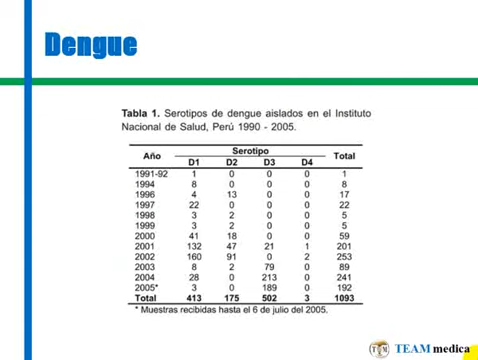 Dengue
Tabla 1. Serotipos de dengue aislados en el Instituto
Nacional de Salud, Perú 1990 - 2005.
Año Serotipo Total
D1 D2 D3 D4
1991-92 1 0 0 0 1
1994 8 0 0 0 8
1996 4 13 0 0 17
1997 22 0 0 0 22
1998 3 2 0 0 5
1999 3 2 0 0 5
2000 41 18 0 0 59
2001 132 47 21 1 201
2002 160 91 0 2 253
2003 8 2 79 0 89
2004 28 0 213 0 241
2005* 3 0 189 0 192
Total 413 175 502 3 1093
* Muestras recibidas hasta el 6 de julio del 2005.
TEAM medica